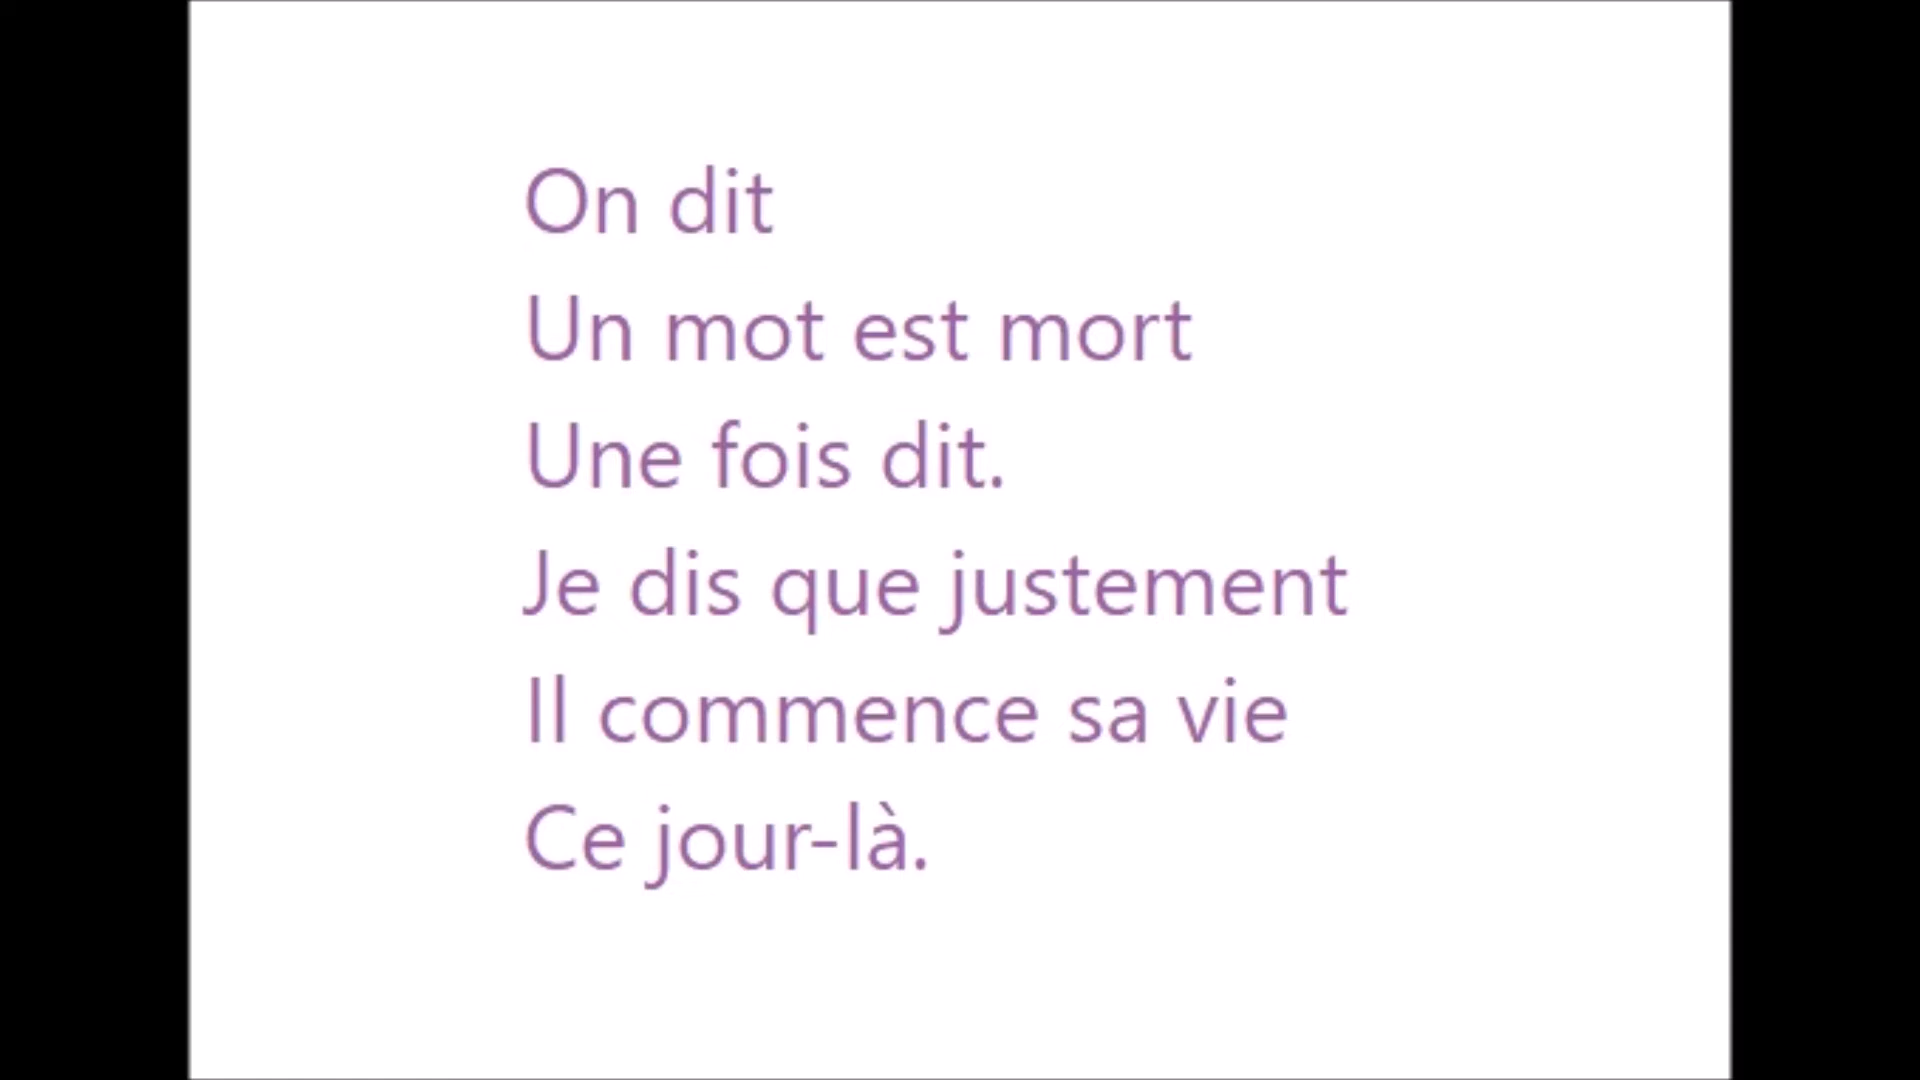 On dit
Un mot est mort
Une fois dit.
Je dis que justement
Il commence sa vie
Ce jour-là.